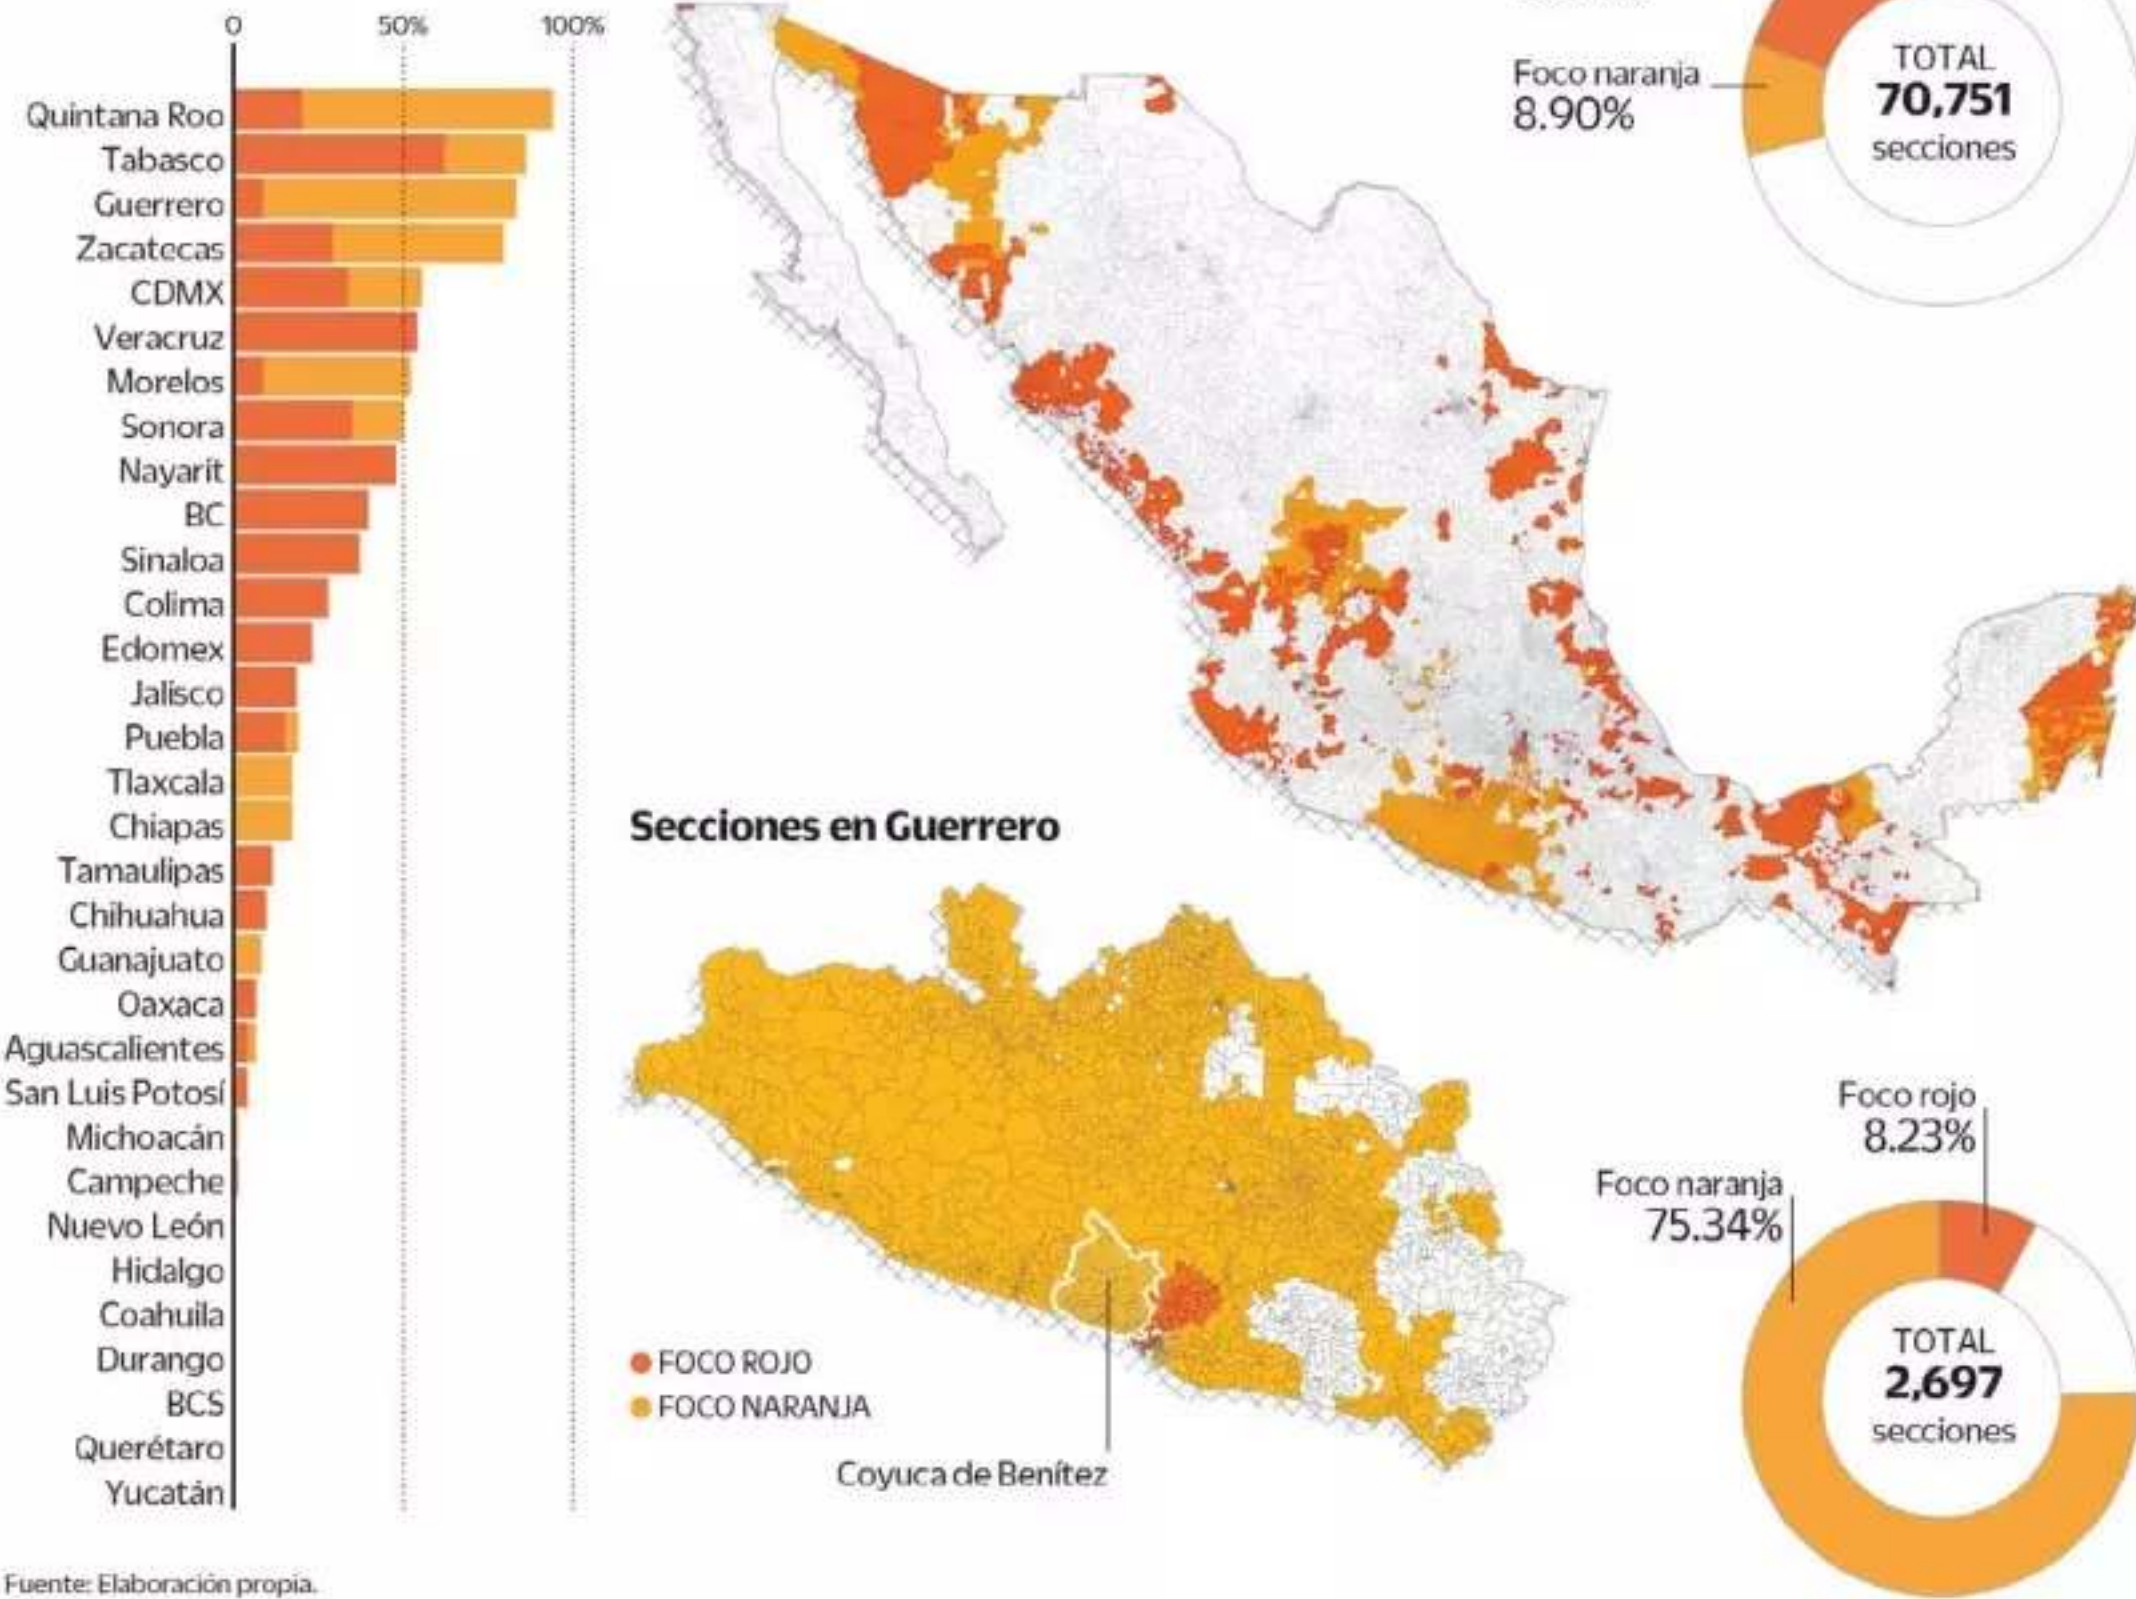 0 50% 100%
Quintana Roo
Tabasco
Guerrero
Zacatecas
CDMX
Veracruz
Morelos
Sonora
Nayarit
BC
Sinaloa
Colima
Edomex
Jalisco
Puebla
Tlaxcala
Chiapas
Tamaulipas
Chihuahua
Guanajuato
Oaxaca
Aguascalientes
San Luis Potosí
Michoacán
Campeche
Nuevo León
Hidalgo
Coahuila
Durango
BCS
Querétaro
Yucatán
Fuente: Elaboración propia.
Foco naranja
8.90%
TOTAL
70,751
secciones
Secciones en Guerrero
FOCO ROJO
FOCO NARANJA
Coyuca de Benítez
Foco rojo
8.23%
Foco naranja
75.34%
TOTAL
2,697
secciones